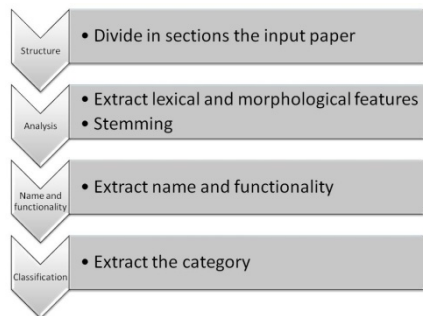 Structure
• Divide in sections the input paper
Analysis
• Extract lexical and morphological features
• Stemming
Name and
functionality
• Extract name and functionality
Classification
• Extract the category